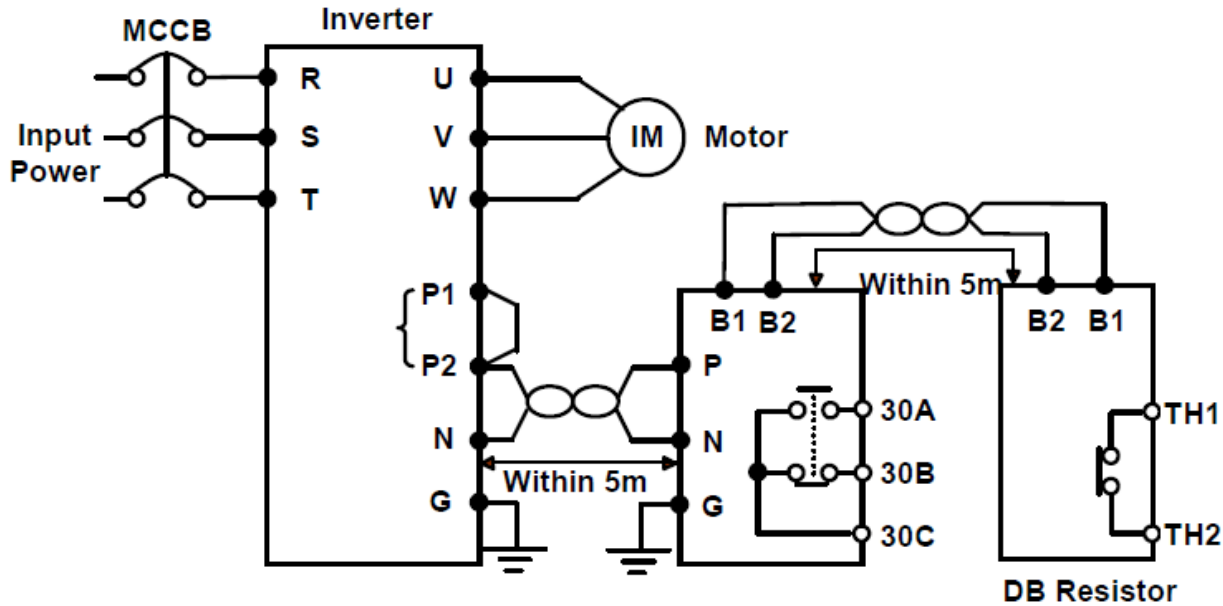 Inverter
MCCB
R
U
Input
Power
S
V
IM
Motor
T
W
P1
P2
N
G
Within 5m
B1
B2
P
N
G
30A
30B
30C
Within 5m
B2
B1
TH1
TH2
DB Resistor